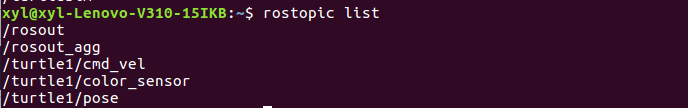 xyl@xyl-Lenovo-V310-15IKB:~$ rostopic list
/rosout
/rosout_agg
/turtle1/cmd_vel
/turtle1/color_sensor
/turtle1/pose